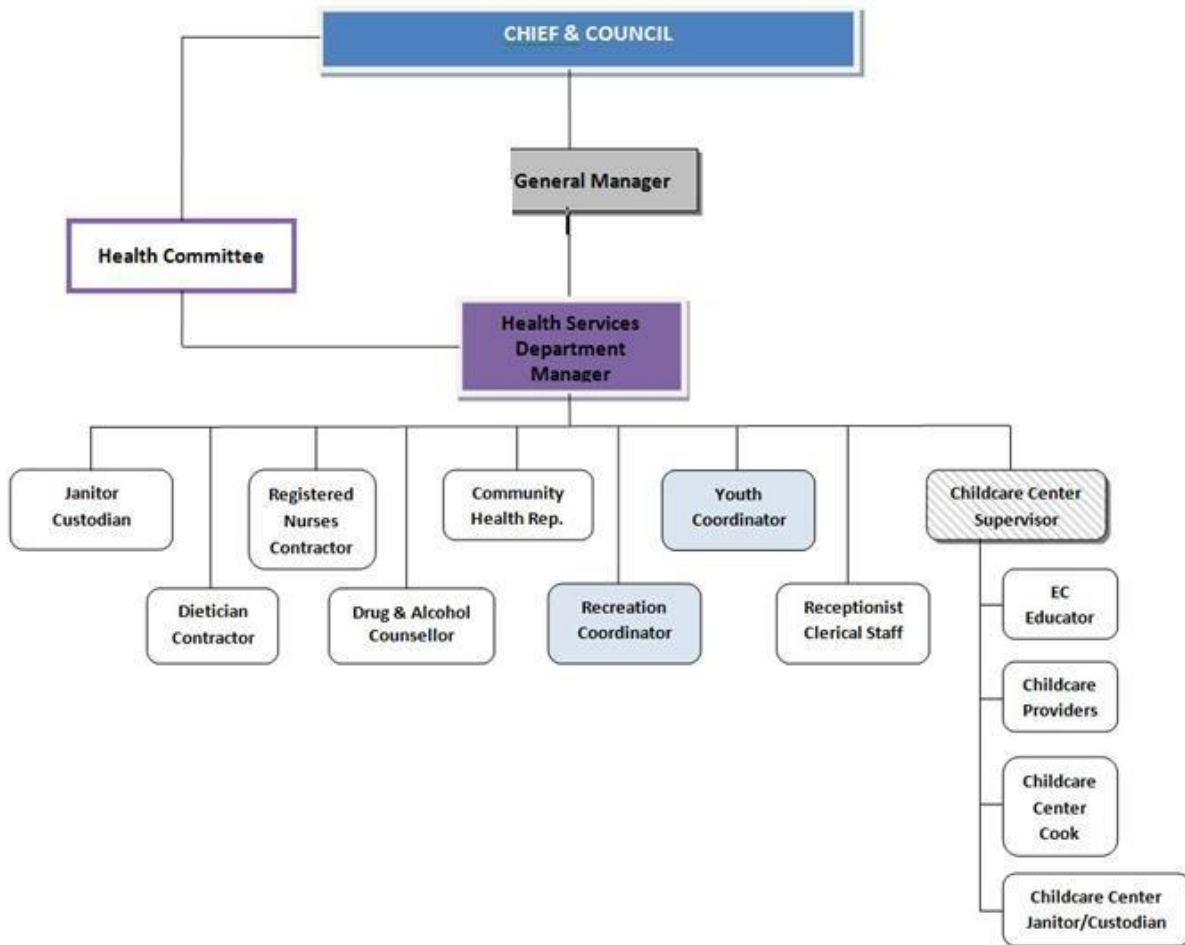 CHIEF & COUNCIL
General Manager
Health Committee
Health Services
Department
Manager
Janitor
Custodian
Registered
Nurses
Contractor
Community
Health Rep.
Youth
Coordinator
Childcare Center
Supervisor
Dietician
Contractor
Drug & Alcohol
Counsellor
Recreation
Coordinator
Receptionist
Clerical Staff
EC
Educator
Childcare
Providers
Childcare
Center
Cook
Childcare Center
Janitor/Custodian